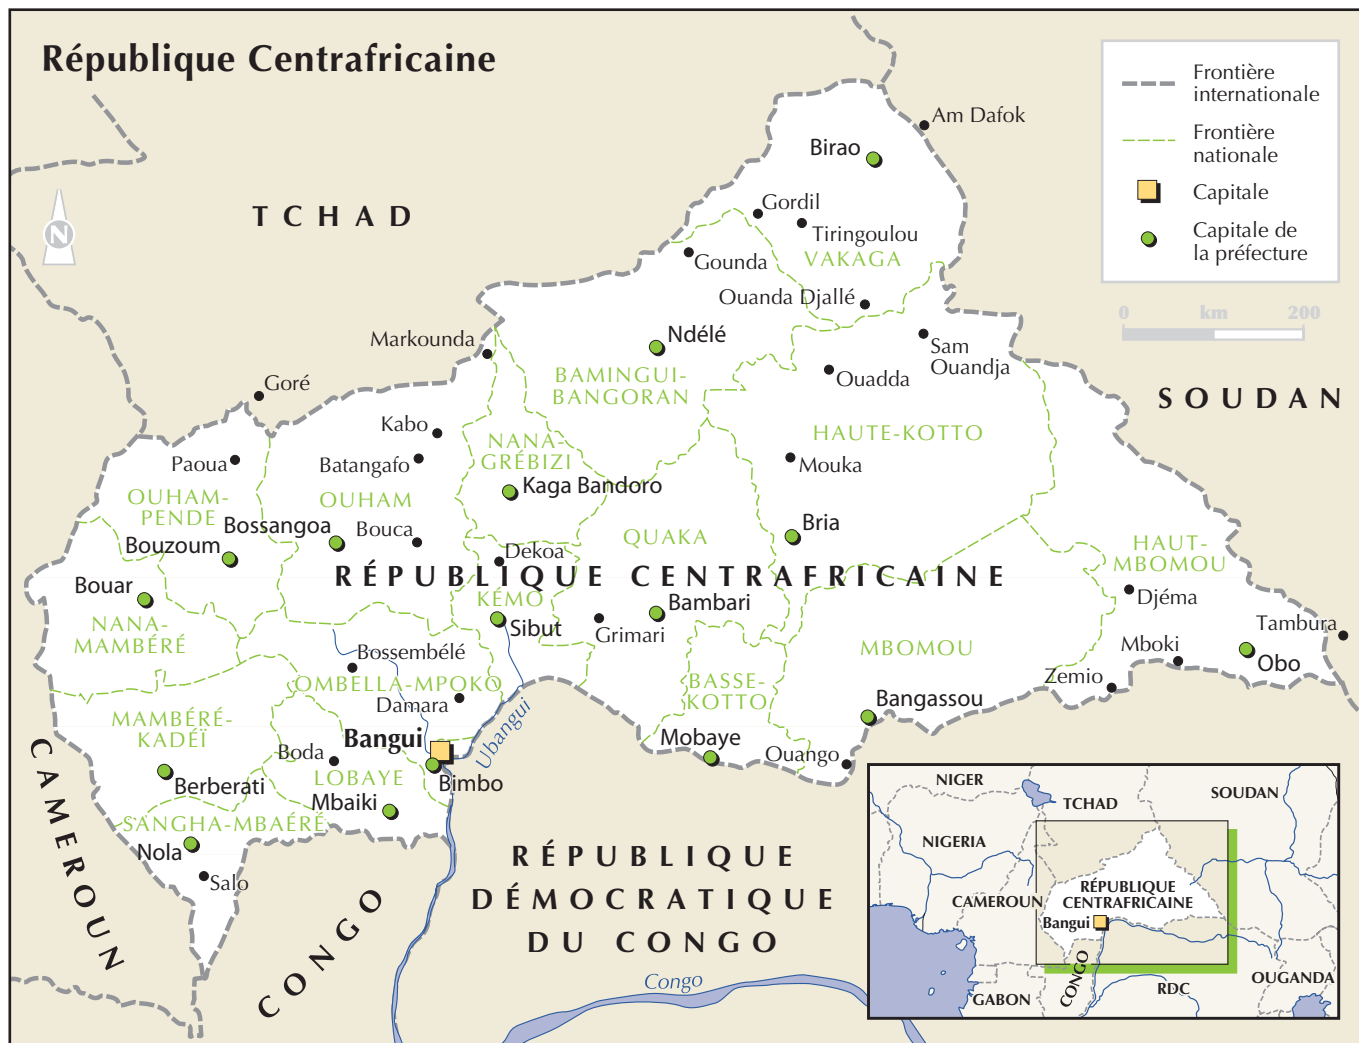 République Centrafricaine
Frontière
internationale
Frontière
nationale
Capitale
Capitale de
la préfecture
0 km 200
N
TCHAD
SOUDAN
CAMEROUN
CONGO
RÉPUBLIQUE
DÉMOCRATIQUE
DU CONGO
RÉPUBLIQUE CENTRAFRICAINE
Am Dafok
Birao
Gordil
Tiringoulou
VAKAGA
Gounda
Ouanda Djallé
Markounda
Ndélé
Sam
Ouandja
Ouadda
BAMINGUI-
BANGORAN
Goré
Kabo
HAUTE-KOTTO
NANA-
GRÉBIZI
Paoua
Batangafo
Mouka
Kaga Bandoro
OUHAM-
PENDE
OUHAM
Bossangoa
Bouca
QUAKA
Bria
Bouzoum
Dekoa
HAUT-
MBOMOU
Bouar
KÉMO
Bambari
Djéma
Sibut
Grimari
Tambura
NANA-
MAMBÉRÉ
Bossembélé
MBOMOU
Mboki
Obo
OMBELLA-MPOKO
Zemio
BASSE-
KOTTO
Damara
Bangassou
MAMBÉRÉ-
KADÉÏ
Bangui
Ubangui
Mobaye
Ouango
Boda
LOBAYE
Bimbo
Berberati
Mbaiki
SANGHA-MBAÉRÉ
Nola
Salo
Congo
NIGER
TCHAD
SOUDAN
NIGERIA
RÉPUBLIQUE
CENTRAFRICAINE
CAMEROUN
Bangui
CONGO
GABON
RDC
OUGANDA